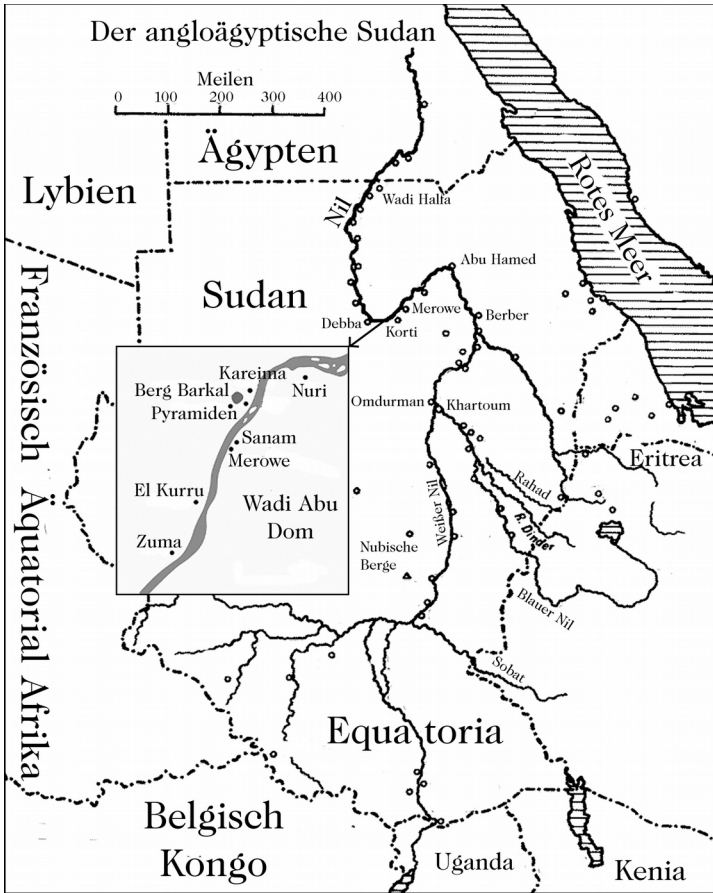 Der angloägyptische Sudan
Meilen
0 100 200 300 400
Ägypten
Lybien
Nil
Wadi Halfa
Rotes Meer
Abu Hamed
Sudan
Merowe
Berber
Debba
Korti
Kareima
Berg Barkal
Nuri
Pyramiden
Omdurman
Khartoum
Sanam
Merowe
Eritrea
Französisch Äquatorial Afrika
El Kurru
Wadi Abu
Dom
Rahad
Weißer Nil
R. Dinder
Zuma
Nubische
Berge
Blauer Nil
Sobat
Equatoria
Belgisch
Kongo
Uganda
Kenia